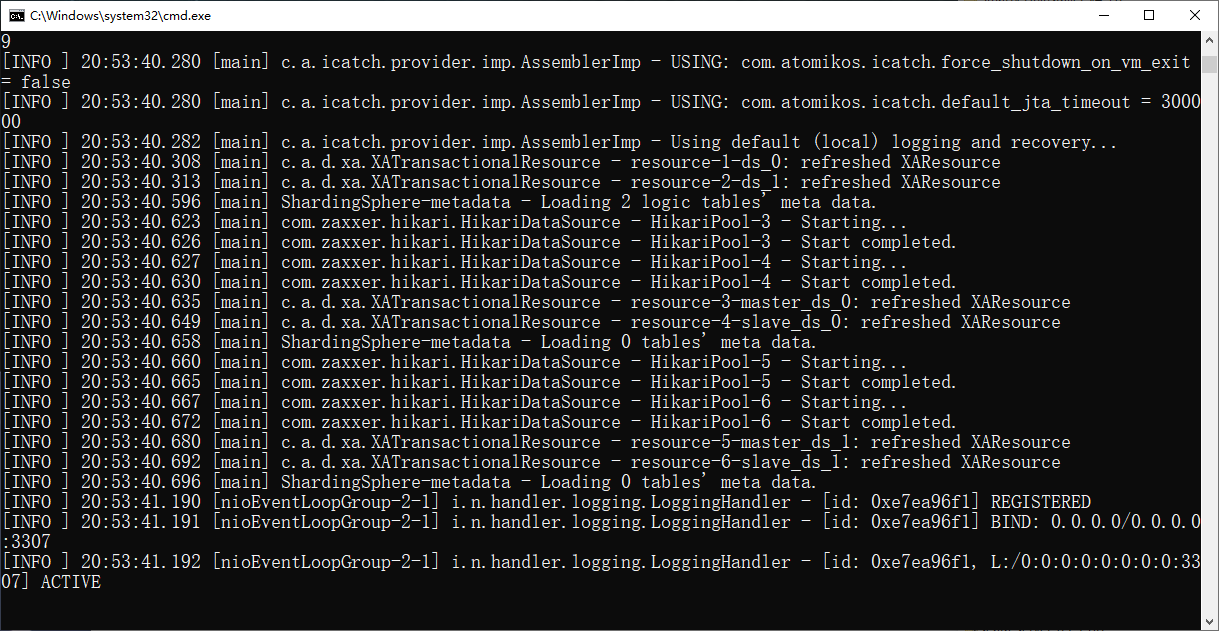 C:\Windows\system32\cmd.exe
9
[INFO ] 20:53:40.280 [main] c.a.icatch.provider.imp.AssemblerImp - USING: com.atomikos.icatch.force_shutdown_on_vm_exit
= false
[INFO ] 20:53:40.280 [main] c.a.icatch.provider.imp.AssemblerImp - USING: com.atomikos.icatch.default_jta_timeout = 3000
00
[INFO ] 20:53:40.282 [main] c.a.icatch.provider.imp.AssemblerImp - Using default (local) logging and recovery...
[INFO ] 20:53:40.308 [main] c.a.d.xa.XATransactionalResource - resource-1-ds_0: refreshed XAResource
[INFO ] 20:53:40.313 [main] c.a.d.xa.XATransactionalResource - resource-2-ds_1: refreshed XAResource
[INFO ] 20:53:40.596 [main] ShardingSphere-metadata - Loading 2 logic tables' meta data.
[INFO ] 20:53:40.623 [main] com.zaxxer.hikari.HikariDataSource - HikariPool-3 - Starting...
[INFO ] 20:53:40.626 [main] com.zaxxer.hikari.HikariDataSource - HikariPool-3 - Start completed.
[INFO ] 20:53:40.627 [main] com.zaxxer.hikari.HikariDataSource - HikariPool-4 - Starting...
[INFO ] 20:53:40.630 [main] com.zaxxer.hikari.HikariDataSource - HikariPool-4 - Start completed.
[INFO ] 20:53:40.635 [main] c.a.d.xa.XATransactionalResource - resource-3-master_ds_0: refreshed XAResource
[INFO ] 20:53:40.649 [main] c.a.d.xa.XATransactionalResource - resource-4-slave_ds_0: refreshed XAResource
[INFO ] 20:53:40.658 [main] ShardingSphere-metadata - Loading 0 tables' meta data.
[INFO ] 20:53:40.660 [main] com.zaxxer.hikari.HikariDataSource - HikariPool-5 - Starting...
[INFO ] 20:53:40.665 [main] com.zaxxer.hikari.HikariDataSource - HikariPool-5 - Start completed.
[INFO ] 20:53:40.667 [main] com.zaxxer.hikari.HikariDataSource - HikariPool-6 - Starting...
[INFO ] 20:53:40.672 [main] com.zaxxer.hikari.HikariDataSource - HikariPool-6 - Start completed.
[INFO ] 20:53:40.680 [main] c.a.d.xa.XATransactionalResource - resource-5-master_ds_1: refreshed XAResource
[INFO ] 20:53:40.692 [main] c.a.d.xa.XATransactionalResource - resource-6-slave_ds_1: refreshed XAResource
[INFO ] 20:53:40.696 [main] ShardingSphere-metadata - Loading 0 tables' meta data.
[INFO ] 20:53:41.190 [nioEventLoopGroup-2-1] i.n.handler.logging.LoggingHandler - [id: 0xe7ea96f1] REGISTERED
[INFO ] 20:53:41.191 [nioEventLoopGroup-2-1] i.n.handler.logging.LoggingHandler - [id: 0xe7ea96f1] BIND: 0.0.0.0/0.0.0.0
:3307
[INFO ] 20:53:41.192 [nioEventLoopGroup-2-1] i.n.handler.logging.LoggingHandler - [id: 0xe7ea96f1, L:/0:0:0:0:0:0:0:0:33
07] ACTIVE